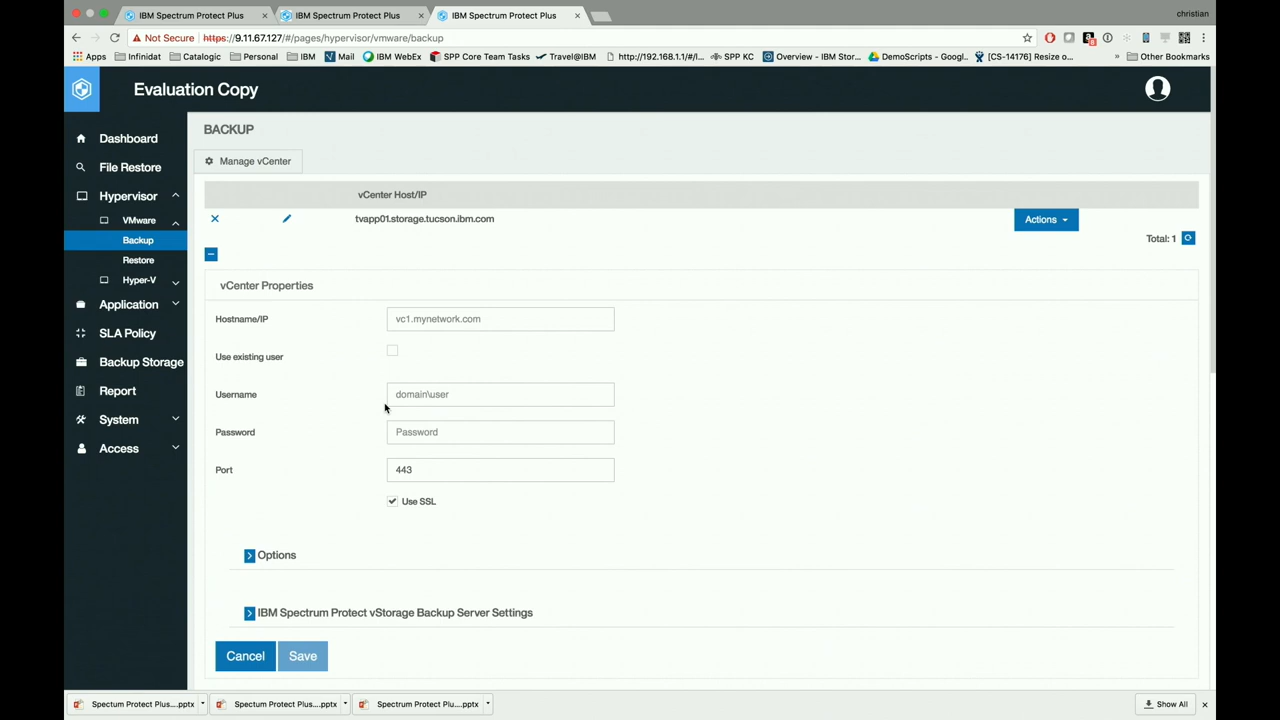 IBM Spectrum Protect Plus
IBM Spectrum Protect Plus
IBM Spectrum Protect Plus
christian
Not Secure https://9.11.67.127/#/pages/hypervisor/vmware/backup
Apps Infinidat Catalogic Personal IBM Mail IBM WebEx SPP Core Team Tasks Travel@IBM http://192.168.1.1/#/l... SPP KC Overview - IBM Stor... DemoScripts - Googl.. [CS-14176] Resize o... » Other Bookmarks
Evaluation Copy
Dashboard
File Restore
Hypervisor
VMware
Backup
Restore
Hyper-V
Application
SLA Policy
Backup Storage
Report
System
Access
BACKUP
Manage vCenter
vCenter Host/IP
tvapp01.storage.tucson.ibm.com
Actions
Total: 1
vCenter Properties
Hostname/IP vc1.mynetwork.com
Use existing user
Username domain\user
Password Password
Port 443
Use SSL
Options
IBM Spectrum Protect vStorage Backup Server Settings
Cancel Save
Spectrum Protect Plus....pptx
Spectrum Protect Plus....pptx
Spectrum Protect Plu....pptx
Show All